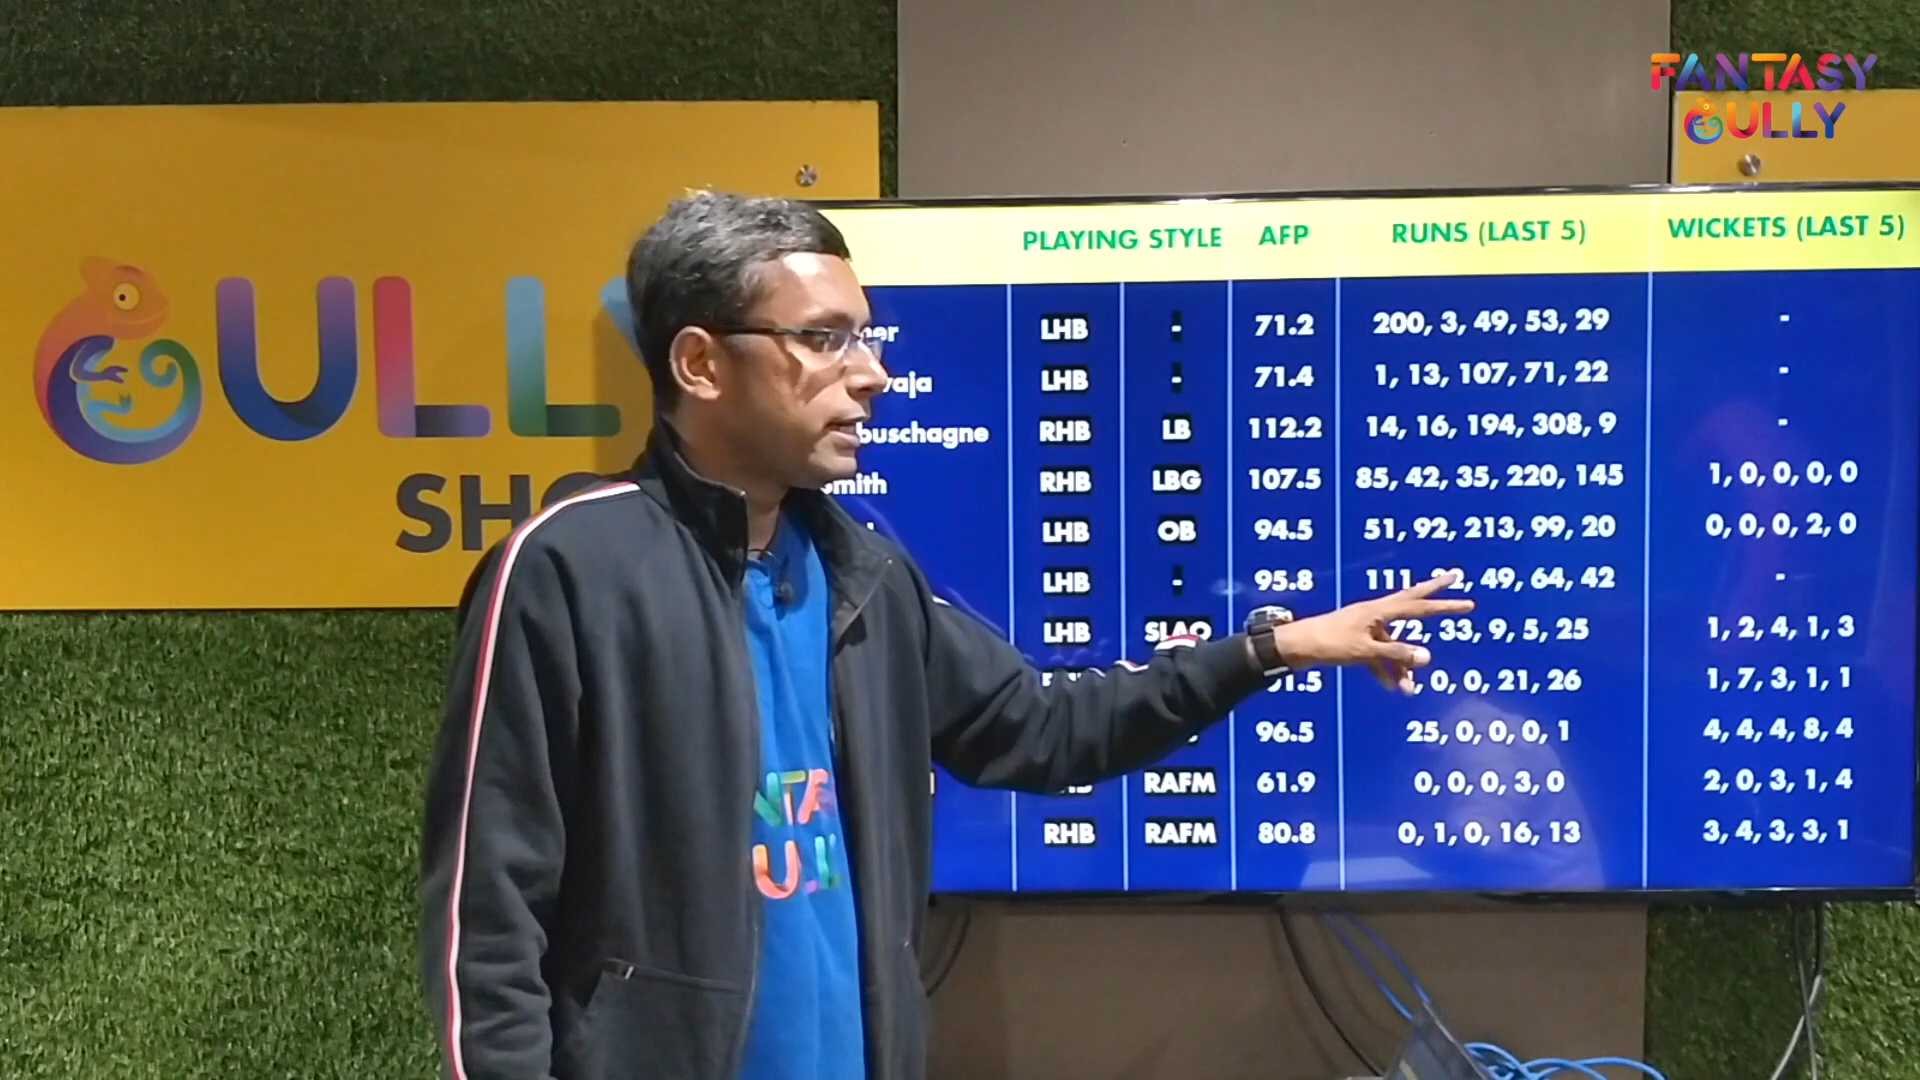 FANTASY
GULLY
ULL
PLAYING STYLE AFP RUNS (LAST 5) WICKETS (LAST 5)
LHB - 71.2 200, 3, 49, 53, 29 -
LHB - 71.4 1, 13, 107, 71, 22 -
buschagne RHB LB 112.2 14, 16, 194, 308, 9 -
Smith RHB LBG 107.5 85, 42, 35, 220, 145 1, 0, 0, 0, 0
LHB OB 94.5 51, 92, 213, 99, 20 0, 0, 0, 2, 0
LHB - 95.8 111, 49, 64, 42 -
LHB SLAO 72, 33, 9, 5, 25 1, 2, 4, 1, 3
0, 0, 21, 26 1, 7, 3, 1, 1
96.5 25, 0, 0, 0, 1 4, 4, 4, 8, 4
RAFM 61.9 0, 0, 0, 3, 0 2, 0, 3, 1, 4
RHB RAFM 80.8 0, 1, 0, 16, 13 3, 4, 3, 3, 1